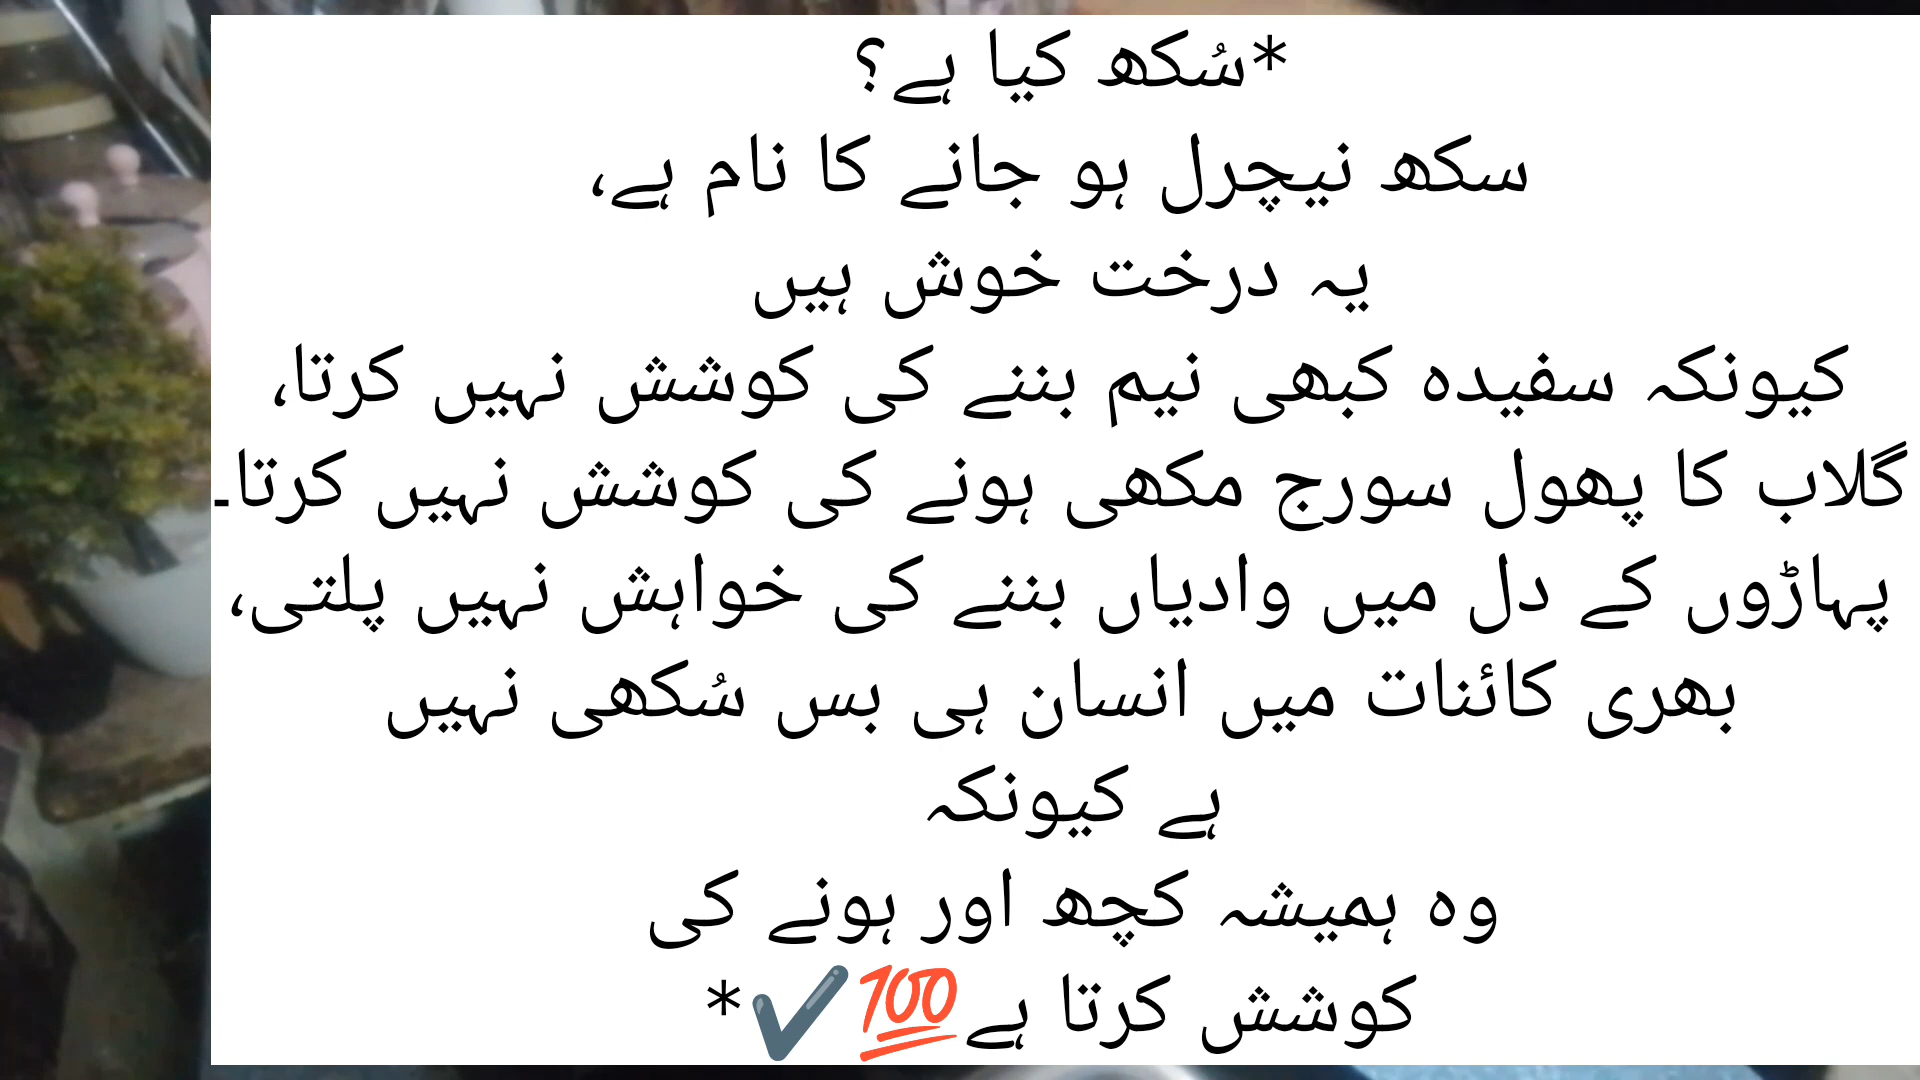 *سُکھ کیا ہے؟
سکھ نیچرل ہو جانے کا نام ہے،
یہ درخت خوش ہیں
کیونکہ سفیدہ کبھی نیم بننے کی کوشش نہیں کرتا،
گلاب کا پھول سورج مکھی ہونے کی کوشش نہیں کرتا۔
پہاڑوں کے دل میں وادیاں بننے کی خواہش نہیں پلتی،
بھری کائنات میں انسان ہی بس سُکھی نہیں
ہے کیونکہ
وہ ہمیشہ کچھ اور ہونے کی
کوشش کرتا ہے💯✔️*